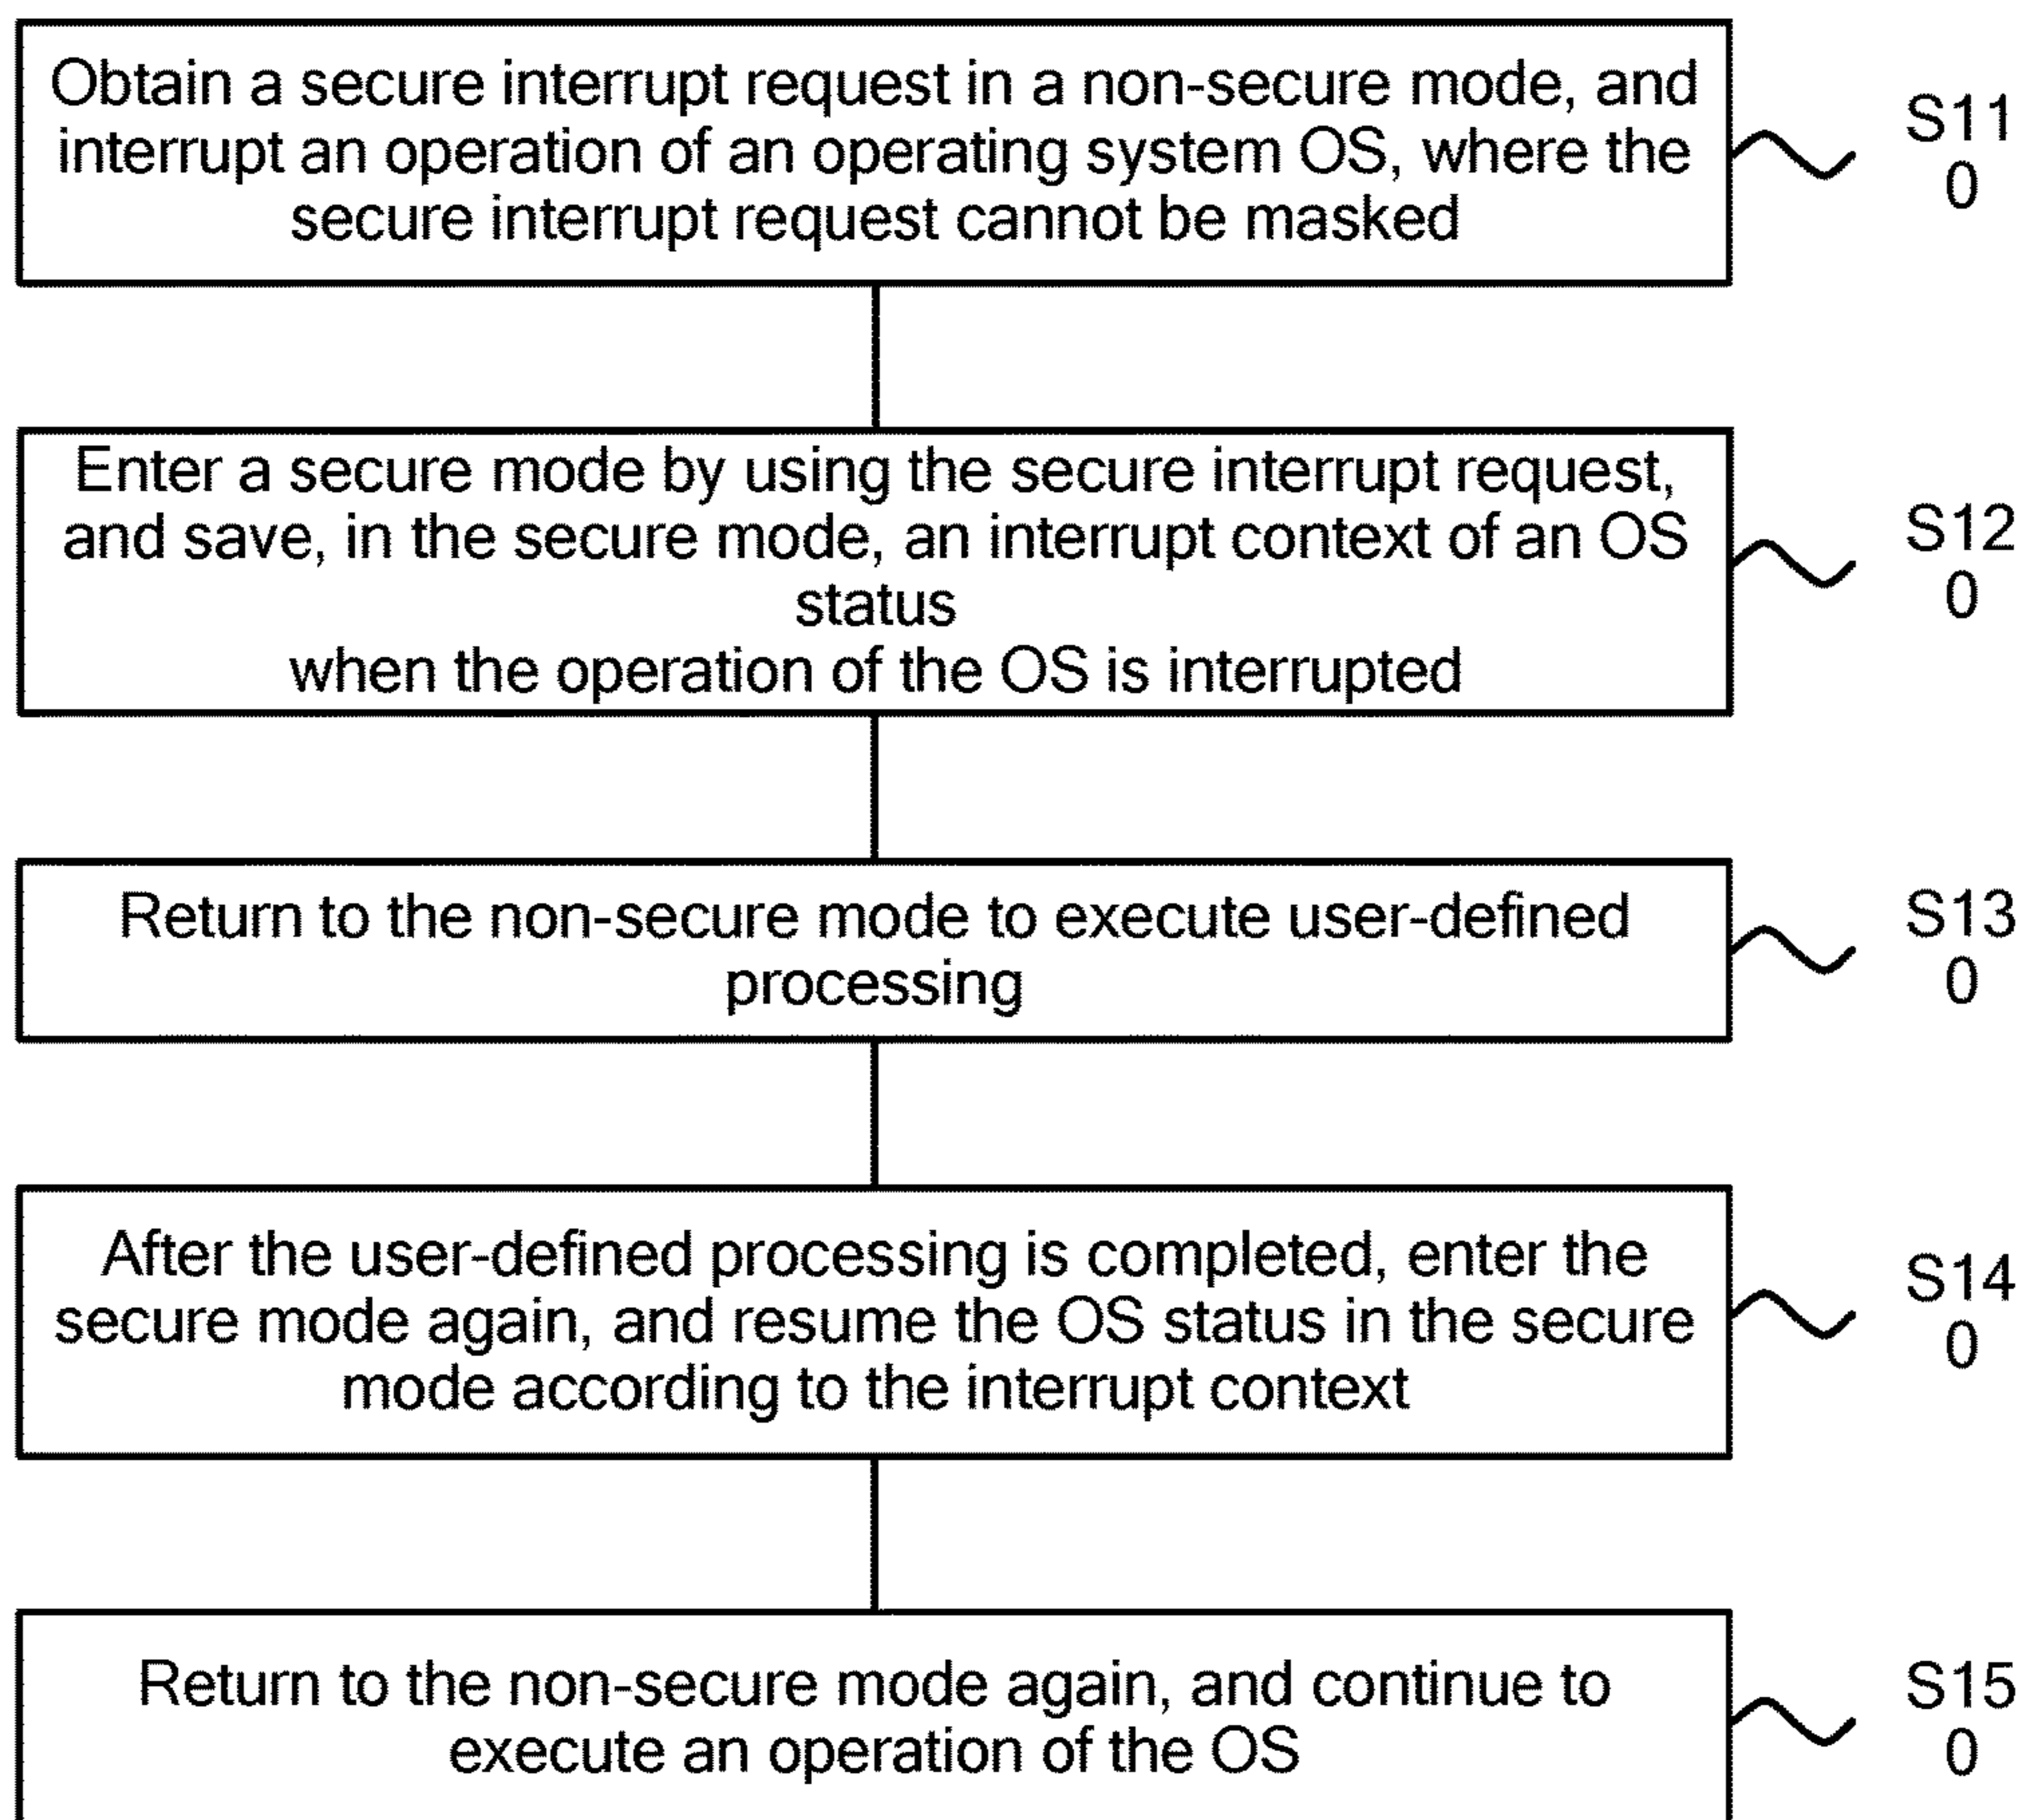 Obtain a secure interrupt request in a non-secure mode, and
interrupt an operation of an operating system OS, where the
secure interrupt request cannot be masked
S11
0
Enter a secure mode by using the secure interrupt request,
and save, in the secure mode, an interrupt context of an OS
status
when the operation of the OS is interrupted
S12
0
Return to the non-secure mode to execute user-defined
processing
S13
0
After the user-defined processing is completed, enter the
secure mode again, and resume the OS status in the secure
mode according to the interrupt context
S14
0
Return to the non-secure mode again, and continue to
execute an operation of the OS
S15
0